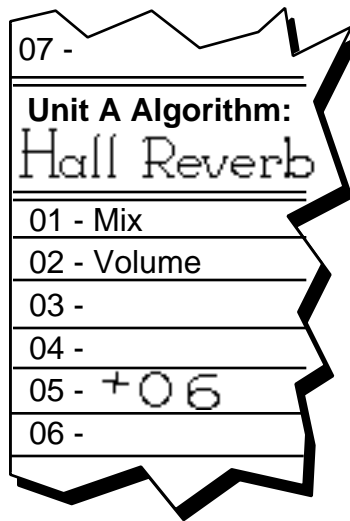 07 -
Unit A Algorithm:
Hall Reverb
01 - Mix
02 - Volume
03 -
04 -
05 - +06
06 -